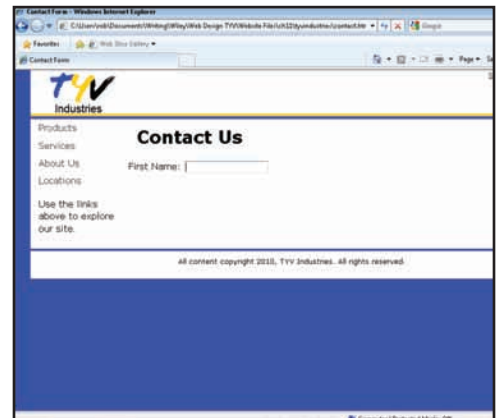 Contact Form - Windows Internet Explorer
Favorites Web Slice Gallery
Contact Form
Page
TYV
Industries
Products
Services
About Us
Locations
Use the links
above to explore
our site.
Contact Us
First Name:
All content copyright 2010, TYV Industries. All rights reserved.